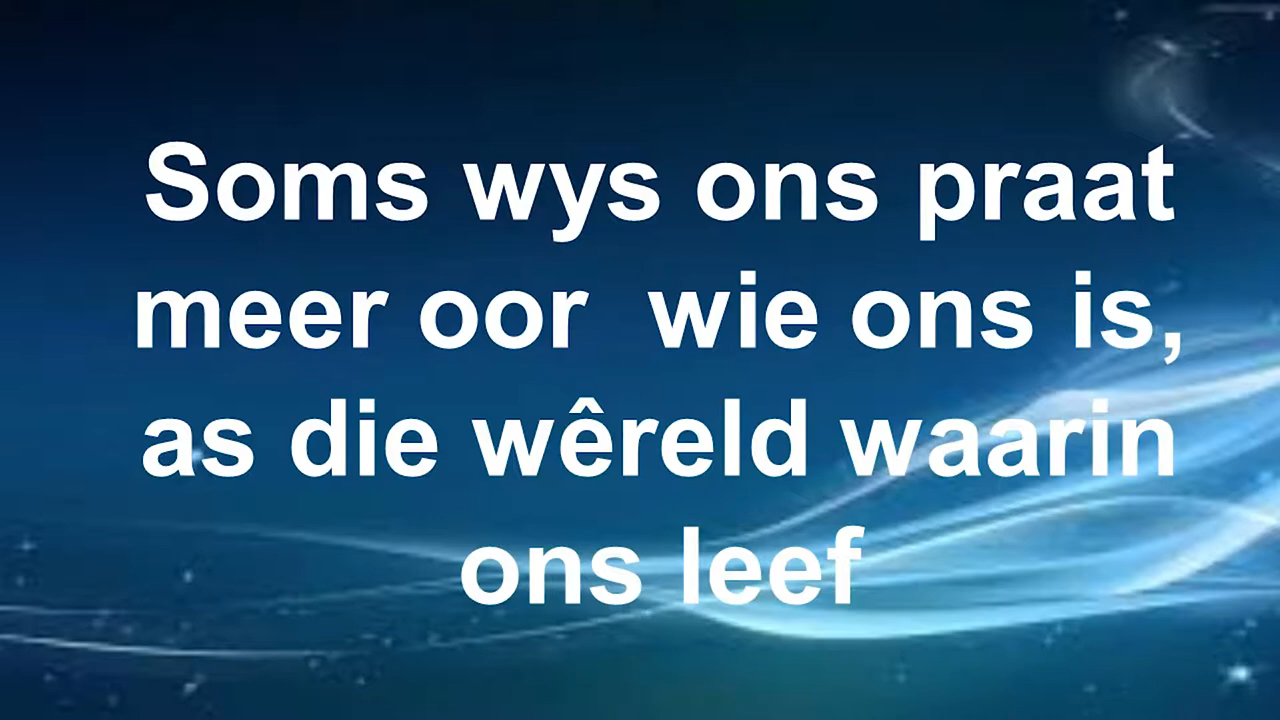 Soms wys ons praat
meer oor  wie ons is,
as die wêreld waarin
ons leef